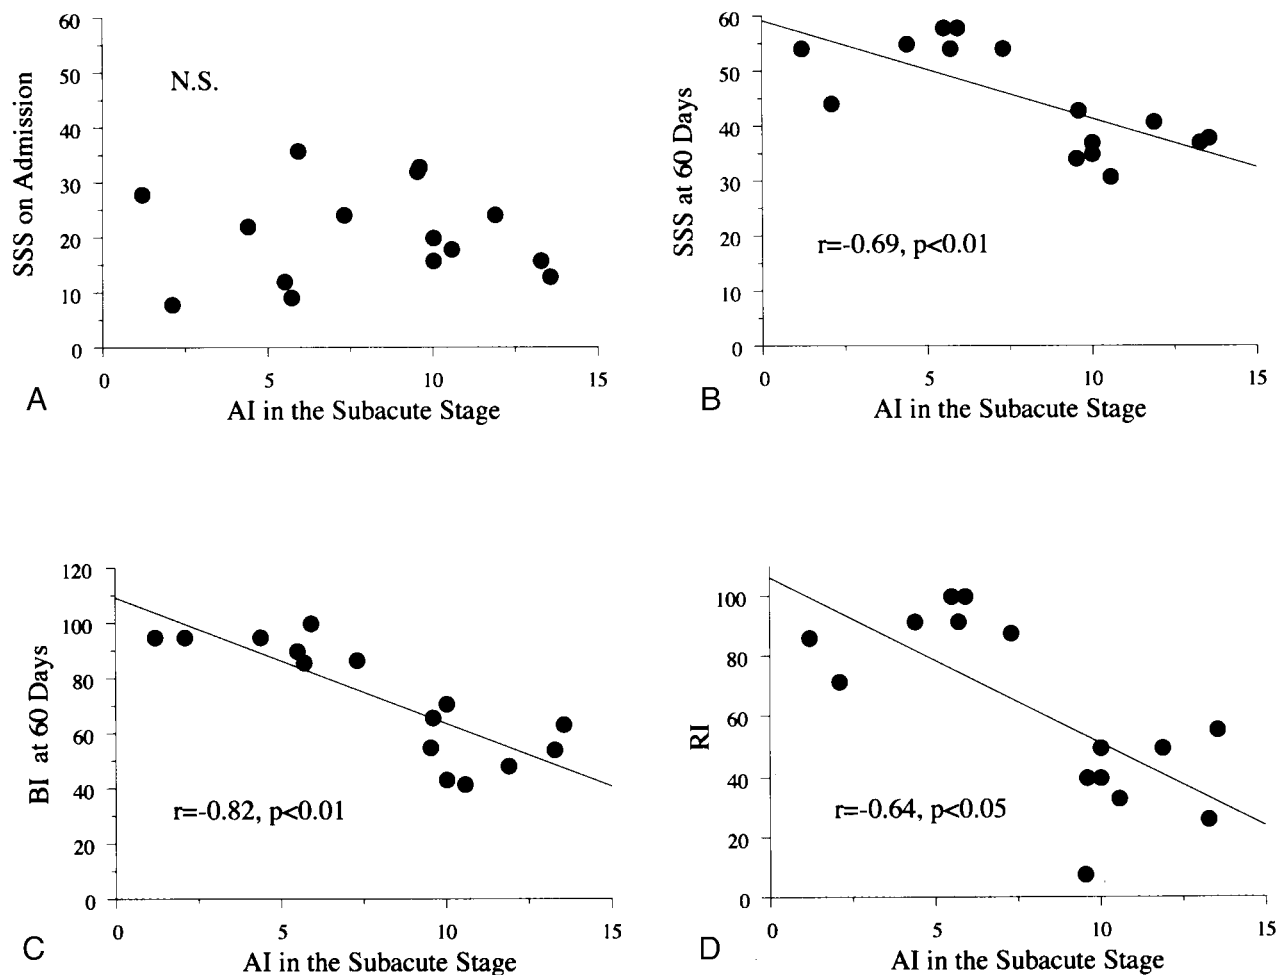 60
50
40
30
20
10
0
SSS on Admission
N.S.
0 5 10 15
A
AI in the Subacute Stage
60
50
40
30
20
10
0
SSS at 60 Days
r=-0.69, p<0.01
0 5 10 15
B
AI in the Subacute Stage
120
100
80
60
40
20
0
BI at 60 Days
r=-0.82, p<0.01
0 5 10 15
C
AI in the Subacute Stage
100
80
60
40
20
0
RI
r=-0.64, p<0.05
0 5 10 15
D
AI in the Subacute Stage